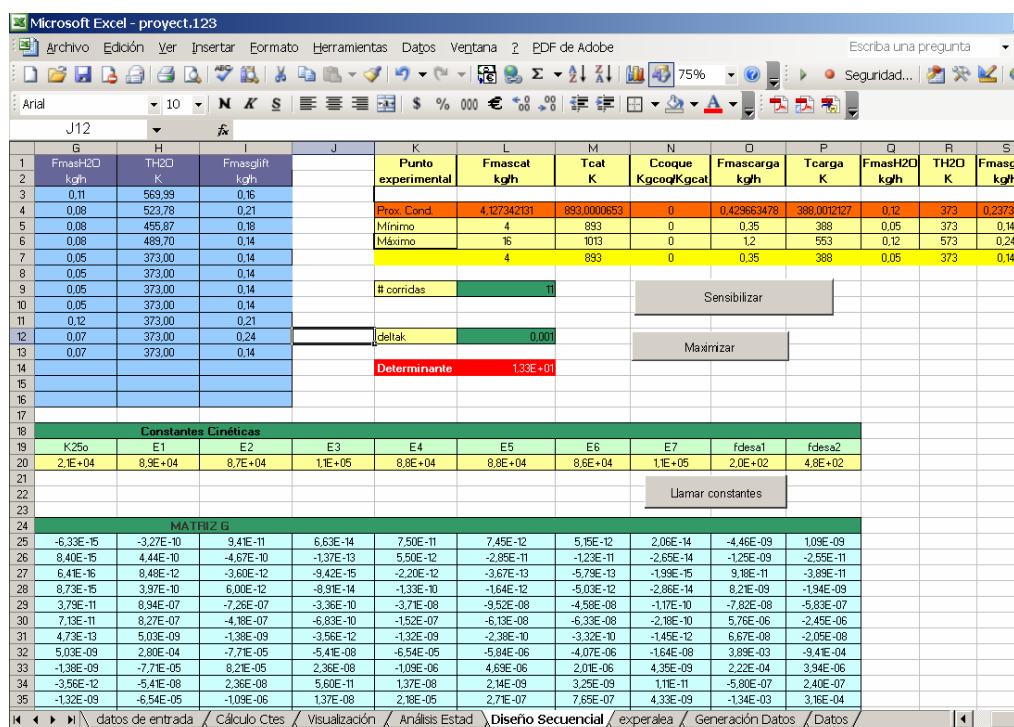 Microsoft Excel - proyect.123
Archivo Edición Ver Insertar Formato Herramientas Datos Ventana ? PDF de Adobe Escriba una pregunta
75% Seguridad...
Arial 10 N K S $ % 000 €
J12 fx
G H I J K L M N O P Q R S
1 FmasH2O TH2O Fmasglift Punto Fmascat Tcat Ccoque Fmascarga Tcarga FmasH2O TH2O Fmasg
2 kg/h K kg/h experimental kg/h K Kgcoq/Kgcat kg/h K kg/h K kg/h
3 0,11 569,99 0,16
4 0,08 523,78 0,21 Prox. Cond. 4,127342131 893,0000653 0 0,429663478 388,0012127 0,12 373 0,2373
5 0,08 455,87 0,18 Mínimo 4 893 0 0,35 388 0,05 373 0,14
6 0,08 489,70 0,14 Máximo 16 1013 0 1,2 553 0,12 573 0,24
7 0,05 373,00 0,14 4 893 0 0,35 388 0,05 373 0,14
8 0,05 373,00 0,14
9 0,05 373,00 0,14 # corridas 11 Sensibilizar
10 0,05 373,00 0,14
11 0,12 373,00 0,21
12 0,07 373,00 0,24 deltak 0,001 Maximizar
13 0,07 373,00 0,14
14 Determinante 1,33E+01
15
16
17
18 Constantes Cinéticas
19 K25o E1 E2 E3 E4 E5 E6 E7 fdesa1 fdesa2
20 2,1E+04 8,9E+04 8,7E+04 1,1E+05 8,8E+04 8,8E+04 8,6E+04 1,1E+05 2,0E+02 4,8E+02
21
22 Llamar constantes
23
24 MATRIZ G
25 -6,33E-15 -3,27E-10 9,41E-11 6,63E-14 7,50E-11 7,45E-12 5,15E-12 2,06E-14 -4,46E-09 1,09E-09
26 8,40E-15 4,44E-10 -4,67E-10 -1,37E-13 5,50E-12 -2,85E-11 -1,23E-11 -2,65E-14 -1,25E-09 -2,55E-11
27 6,41E-16 8,48E-12 -3,60E-12 -9,42E-15 -2,20E-12 -3,67E-13 -5,79E-13 -1,99E-15 9,18E-11 -3,89E-11
28 8,73E-15 3,97E-10 6,00E-12 -8,91E-14 -1,33E-10 -1,64E-12 -5,03E-12 -2,86E-14 8,21E-09 -1,94E-09
29 3,79E-11 8,94E-07 -7,26E-07 -3,36E-10 -3,71E-08 -9,52E-08 -4,58E-08 -1,17E-10 -7,82E-08 -5,83E-07
30 7,13E-11 8,27E-07 -4,18E-07 -6,83E-10 -1,52E-07 -6,13E-08 -6,33E-08 -2,18E-10 5,76E-06 -2,45E-06
31 4,73E-13 5,03E-09 -1,38E-09 -3,56E-12 -1,32E-09 -2,38E-10 -3,32E-10 -1,45E-12 6,67E-08 -2,05E-08
32 5,03E-09 2,80E-04 -7,71E-05 -5,41E-08 -6,54E-05 -5,84E-06 -4,07E-06 -1,64E-08 3,89E-03 -9,41E-04
33 -1,38E-09 -7,71E-05 8,21E-05 2,36E-08 -1,09E-06 4,69E-06 2,01E-06 4,35E-09 2,22E-04 3,94E-06
34 -3,56E-12 -5,41E-08 2,36E-08 5,60E-11 1,37E-08 2,14E-09 3,25E-09 1,11E-11 -5,80E-07 2,40E-07
35 -1,32E-09 -6,54E-05 -1,09E-06 1,37E-08 2,18E-05 2,71E-07 7,65E-07 4,33E-09 -1,34E-03 3,16E-04
datos de entrada Cálculo Ctes Visualización Análisis Estad Diseño Secuencial experalea Generación Datos Datos